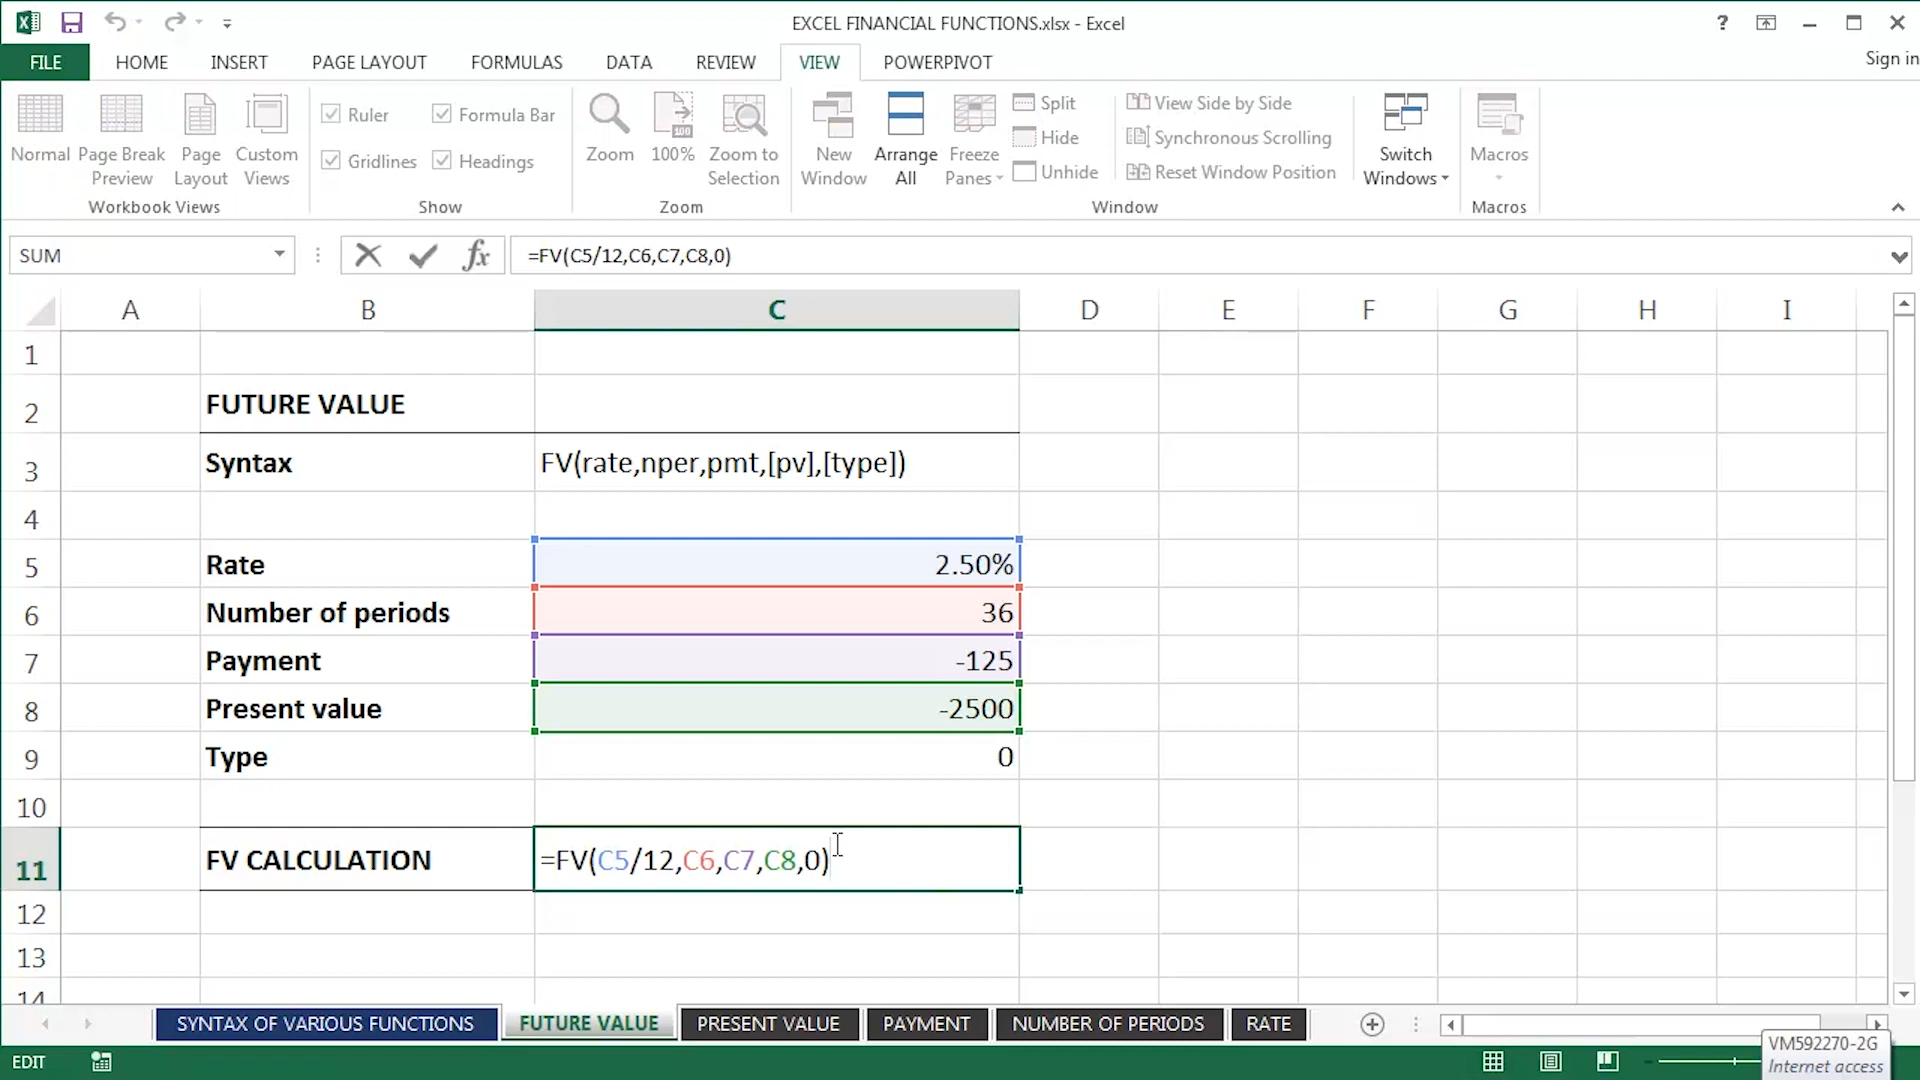 EXCEL FINANCIAL FUNCTIONS.xlsx - Excel
?
FILE HOME INSERT PAGE LAYOUT FORMULAS DATA REVIEW VIEW POWERPIVOT Sign in
Normal
Page Break Preview
Page Layout
Custom Views
Workbook Views
Ruler
Formula Bar
Gridlines
Headings
Show
Zoom
100
100%
Zoom to Selection
Zoom
New Window
Arrange All
Freeze Panes
Split
Hide
Unhide
View Side by Side
Synchronous Scrolling
Reset Window Position
Window
Switch Windows
Macros
Macros
SUM fx =FV(C5/12,C6,C7,C8,0)
A B C D E F G H I
1
2 FUTURE VALUE
3 Syntax FV(rate,nper,pmt,[pv],[type])
4
5 Rate 2.50%
6 Number of periods 36
7 Payment -125
8 Present value -2500
9 Type 0
10
11 FV CALCULATION =FV(C5/12,C6,C7,C8,0)
12
13
14
SYNTAX OF VARIOUS FUNCTIONS FUTURE VALUE PRESENT VALUE PAYMENT NUMBER OF PERIODS RATE
EDIT
VM592270-2G
Internet access